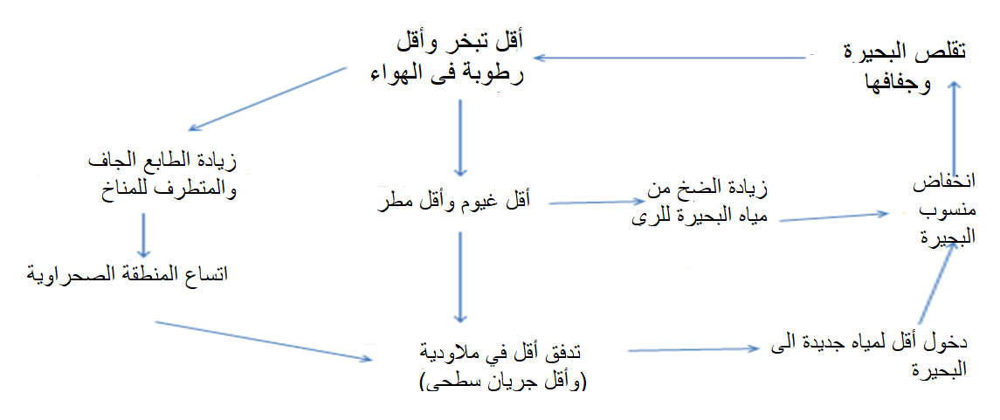 أقل تبخر وأقل
رطوبة فى الهواء
تقلص البحيرة
وجفافها
زيادة الطابع الجاف
والمتطرف للمناخ
أقل غيوم وأقل مطر
زيادة الضخ من
مياه البحيرة للرى
انخفاض
منسوب
البحيرة
اتساع المنطقة الصحراوية
تدفق أقل في ملاودية
(وأقل جريان سطحى)
دخول أقل لمياه جديدة الى
البحيرة